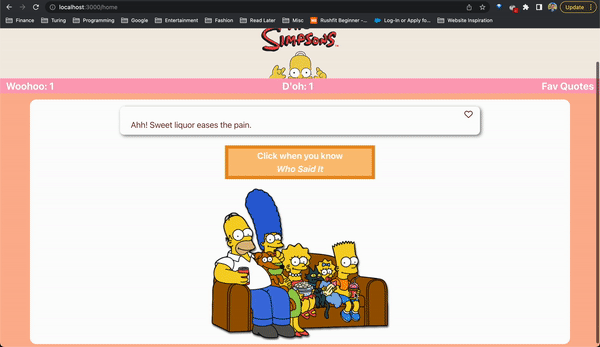 localhost:3000/home
Update
Finance
Turing
Programming
Google
Entertainment
Fashion
Read Later
Misc
Rushfit Beginner -...
Log-In or Apply fo...
Website Inspiration
SIMPSONS
Woohoo: 1
D'oh: 1
Fav Quotes
Ahh! Sweet liquor eases the pain.
Click when you know
Who Said It